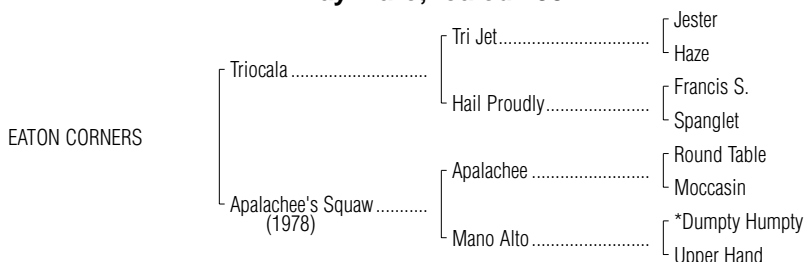 Jester
Tri Jet
Haze
Triocala
Francis S.
Hail Proudly
Spanglet
EATON CORNERS
Round Table
Apalachee
Moccasin
Apalachee's Squaw
(1978)
*Dumpty Humpty
Mano Alto
Upper Hand